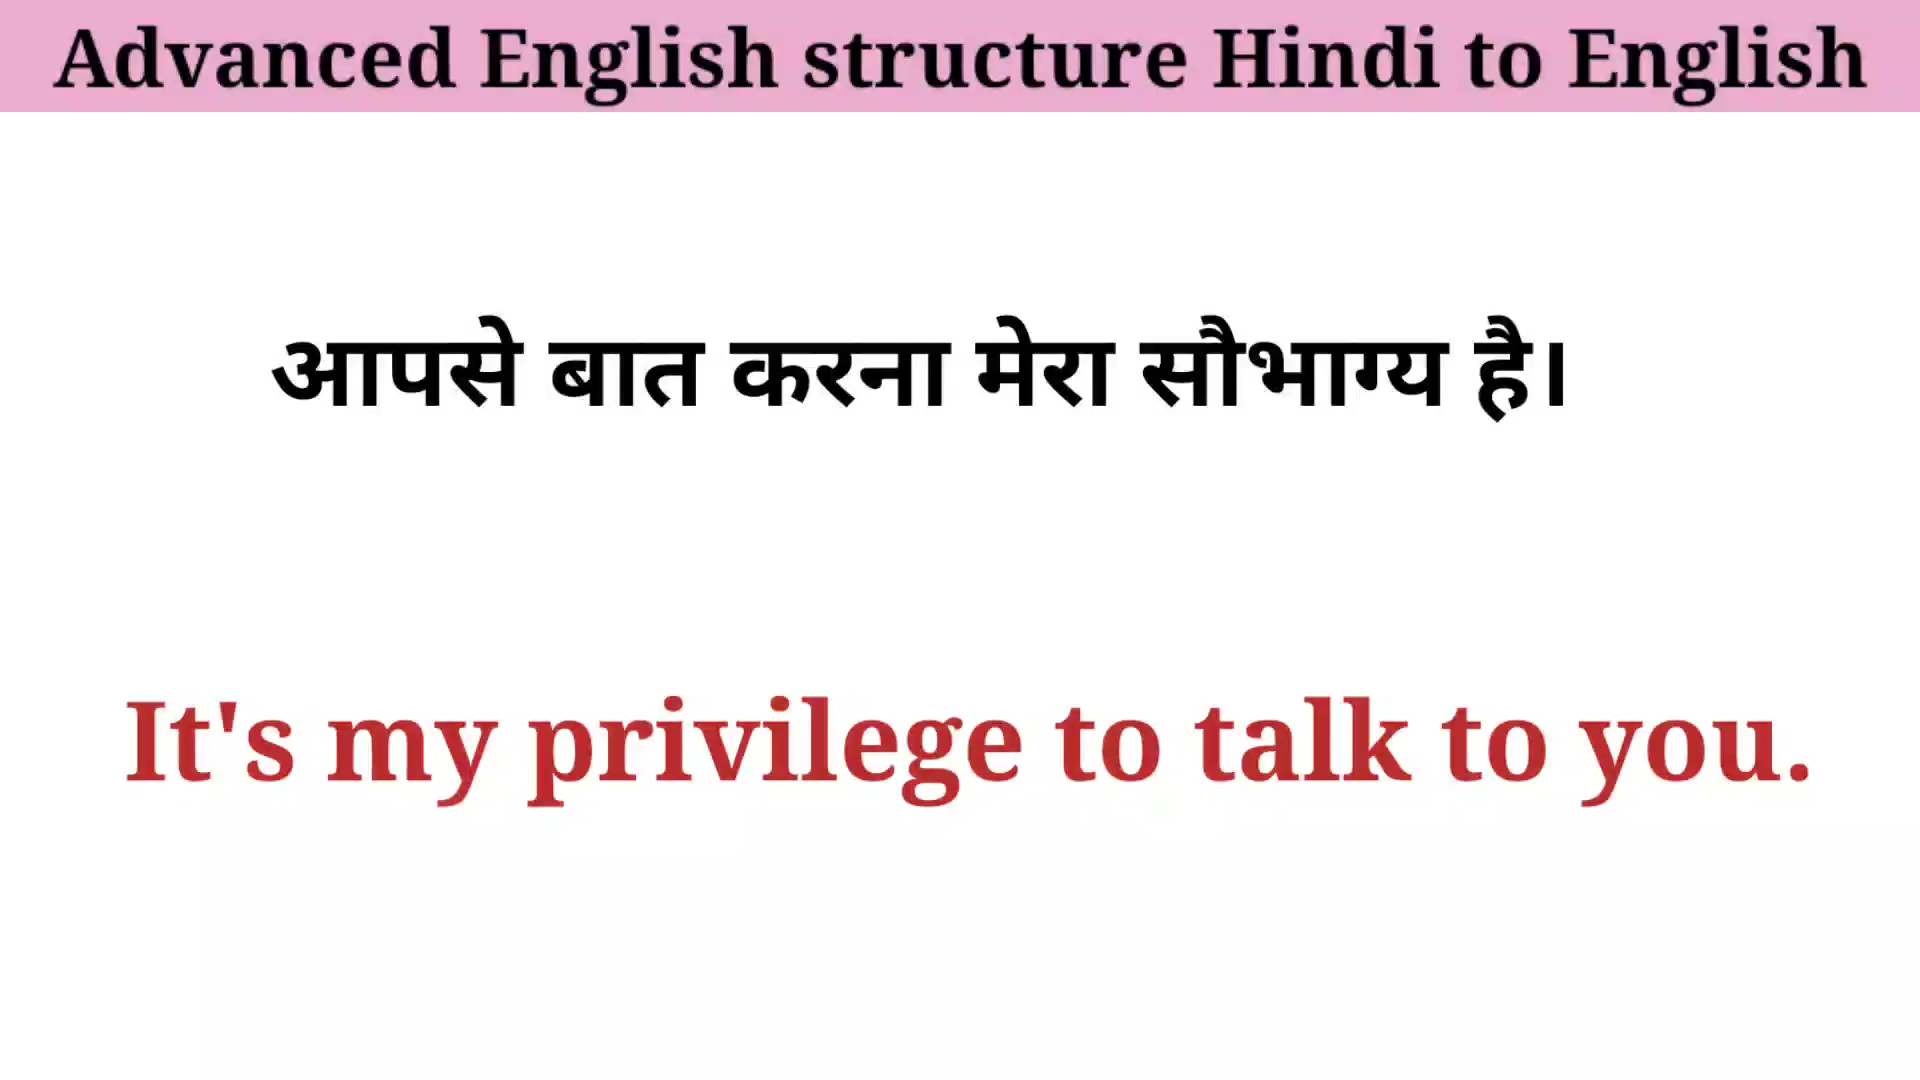 Advanced English structure Hindi to English
आपसे बात करना मेरा सौभाग्य है।
It's my privilege to talk to you.